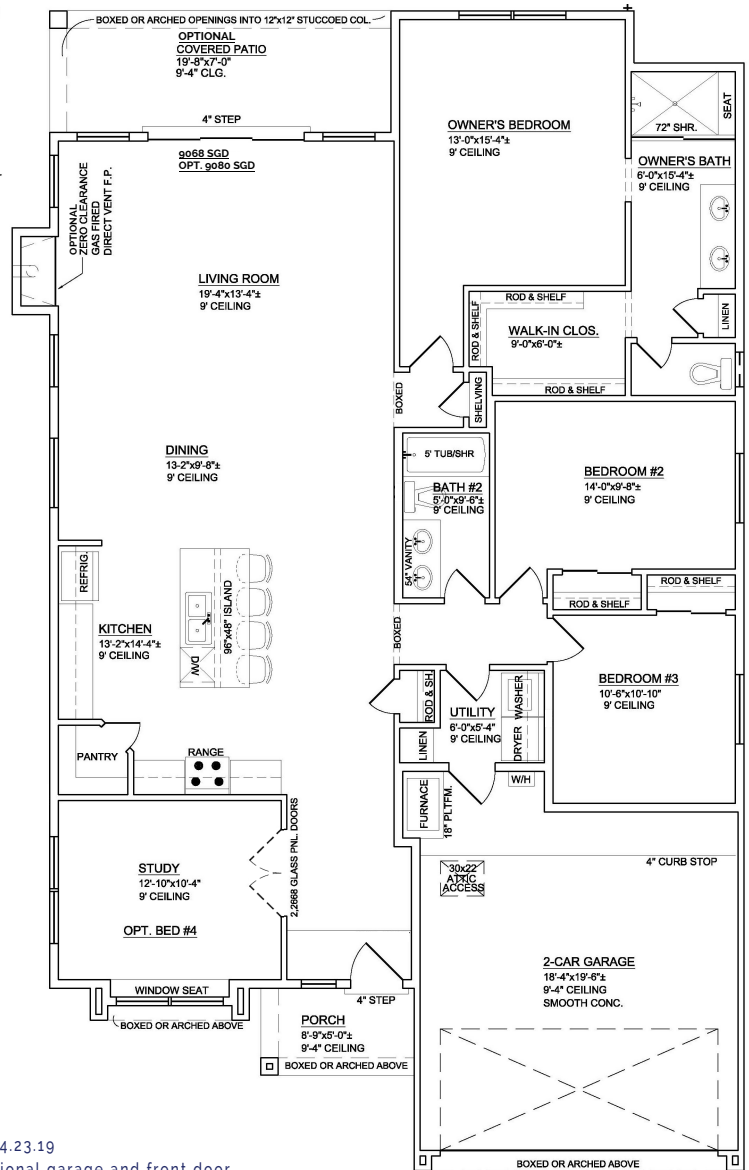 BOXED OR ARCHED OPENINGS INTO 12"x12" STUCCOED COL.
OPTIONAL
COVERED PATIO
19'-8"x7'-0"
9'-4" CLG.
4" STEP
9068 SGD
OPT. 9080 SGD
OPTIONAL
ZERO CLEARANCE
GAS FIRED
DIRECT VENT F.P.
OWNER'S BEDROOM
13'-0"x15'-4"±
9' CEILING
72" SHR.
SEAT
OWNER'S BATH
6'-0"x15'-4"±
9' CEILING
LIVING ROOM
19'-4"x13'-4"±
9' CEILING
ROD & SHELF
ROD & SHELF
WALK-IN CLOS.
9'-0"x6'-0"±
ROD & SHELF
LINEN
BOXED
SHELVING
DINING
13-2"x9'-8"±
9' CEILING
5' TUB/SHR
BATH #2
5'-0"x9'-6"±
9' CEILING
54" VANITY
BEDROOM #2
14'-0"x9'-8"±
9' CEILING
REFRIG.
96"x48" ISLAND
D/W
KITCHEN
13'-2"x14'-4"±
9' CEILING
ROD & SHELF
ROD & SHELF
BOXED
BEDROOM #3
10'-6"x10'-10"
9' CEILING
ROD & SH.
UTILITY
6'-0"x5'-4"
9' CEILING
WASHER
DRYER
LINEN
PANTRY
RANGE
W/H
FURNACE
18" PLTFM.
2,2668 GLASS PNL. DOORS
STUDY
12'-10"x10'-4"
9' CEILING
OPT. BED #4
4" CURB STOP
30x22
ATTIC
ACCESS
2-CAR GARAGE
18'-4"x19'-6"±
9'-4" CEILING
SMOOTH CONC.
WINDOW SEAT
BOXED OR ARCHED ABOVE
4" STEP
PORCH
8'-9"x5'-0"±
9'-4" CEILING
BOXED OR ARCHED ABOVE
BOXED OR ARCHED ABOVE
4.23.19
ional garage and front door